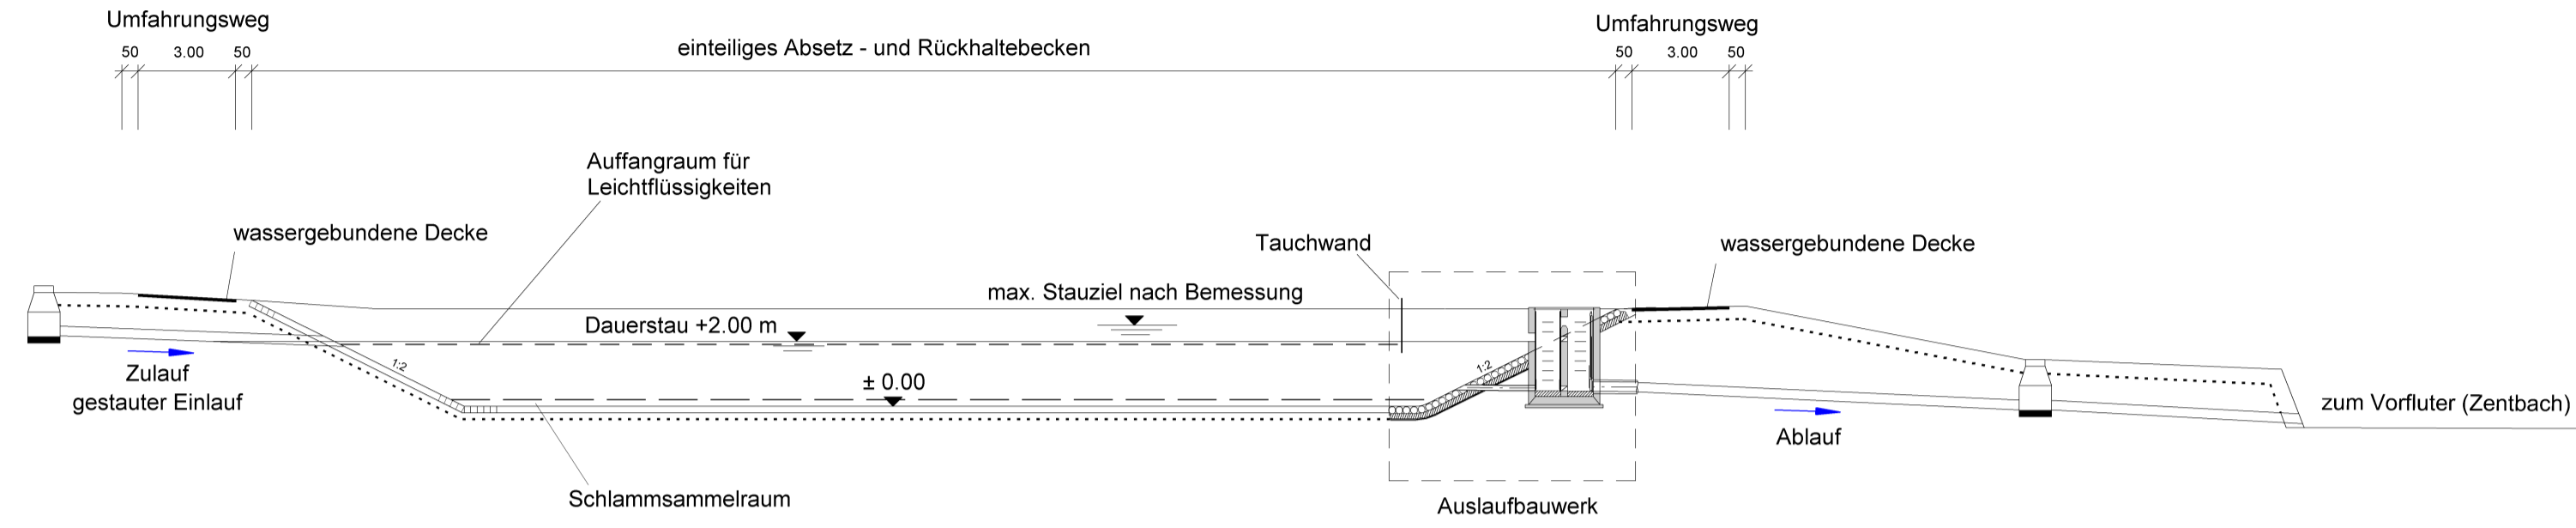 Umfahrungsweg
50 3.00 50
einteiliges Absetz - und Rückhaltebecken
Umfahrungsweg
50 3.00 50
Auffangraum für
Leichtflüssigkeiten
wassergebundene Decke
Tauchwand
wassergebundene Decke
max. Stauziel nach Bemessung
Dauerstau +2.00 m
1:2
1:2
Zulauf
gestauter Einlauf
± 0.00
zum Vorfluter (Zentbach)
Ablauf
Schlammsammelraum
Auslaufbauwerk